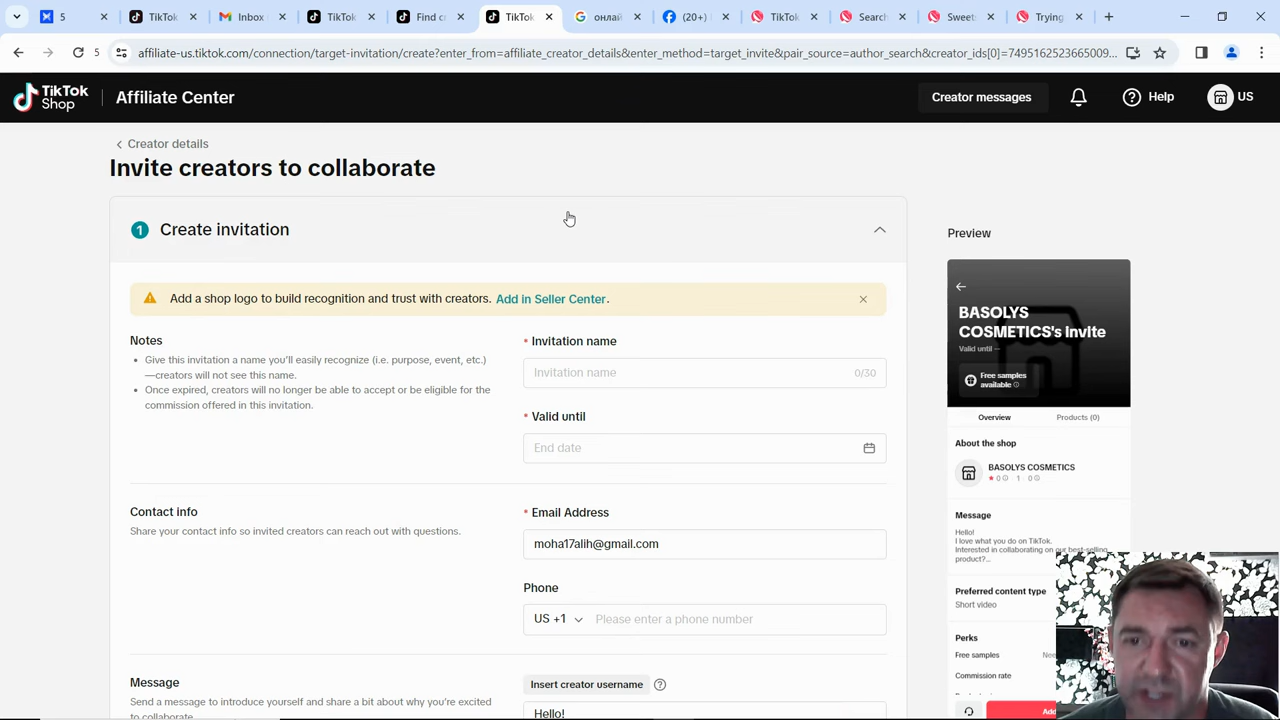 5
TikTok
Inbox
TikTok
Find c
TikTok
онлай
(20+)
TikTok
Search
Sweets
Trying
5
affiliate-us.tiktok.com/connection/target-invitation/create?enter_from=affiliate_creator_details&enter_method=target_invite&pair_source=author_search&creator_ids[0]=7495162523665009...
TikTok Shop
Affiliate Center
Creator messages
Help
US
Creator details
Invite creators to collaborate
1 Create invitation
Add a shop logo to build recognition and trust with creators. Add in Seller Center.
Notes
• Give this invitation a name you'll easily recognize (i.e. purpose, event, etc.)
—creators will not see this name.
• Once expired, creators will no longer be able to accept or be eligible for the
commission offered in this invitation.
* Invitation name
Invitation name 0/30
* Valid until
End date
Contact info
Share your contact info so invited creators can reach out with questions.
* Email Address
moha17alih@gmail.com
Phone
US +1 Please enter a phone number
Message
Send a message to introduce yourself and share a bit about why you're excited
to collaborate.
Insert creator username
Hello!
Preview
BASOLYS
COSMETICS's Invite
Valid until —
Free samples
available
Overview
Products (0)
About the shop
BASOLYS COSMETICS
0 1 0
Message
Hello!
I love what you do on TikTok.
Interested in collaborating on our best-selling
product?...
Preferred content type
Short video
Perks
Free samples
Commission rate
Add